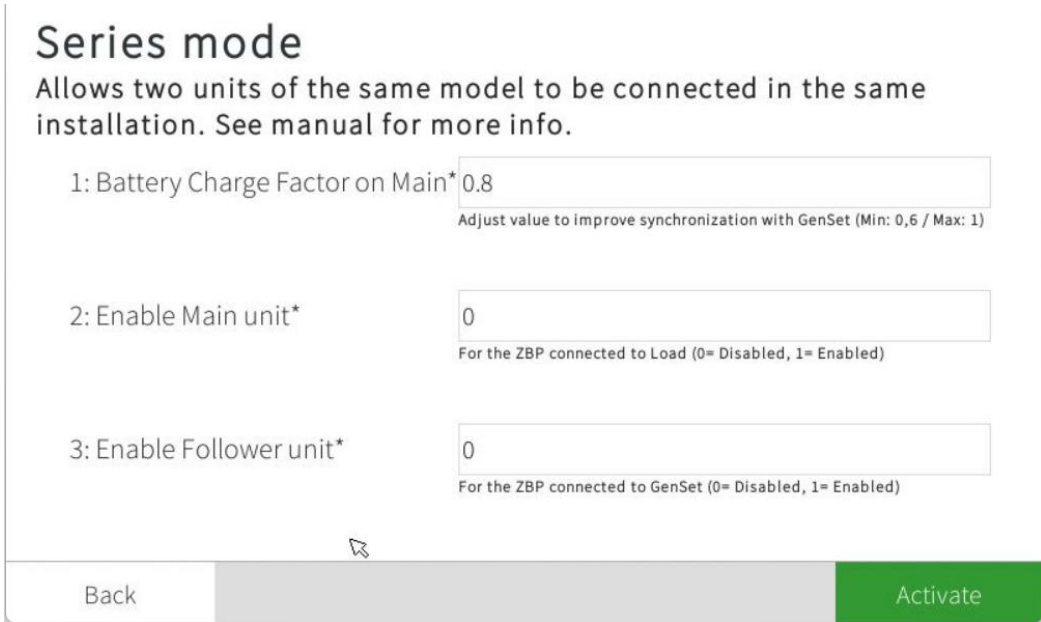 Series mode
Allows two units of the same model to be connected in the same
installation. See manual for more info.
1: Battery Charge Factor on Main* 0.8
Adjust value to improve synchronization with GenSet (Min: 0,6 / Max: 1)
2: Enable Main unit* 0
For the ZBP connected to Load (0= Disabled, 1= Enabled)
3: Enable Follower unit* 0
For the ZBP connected to GenSet (0= Disabled, 1= Enabled)
Back Activate